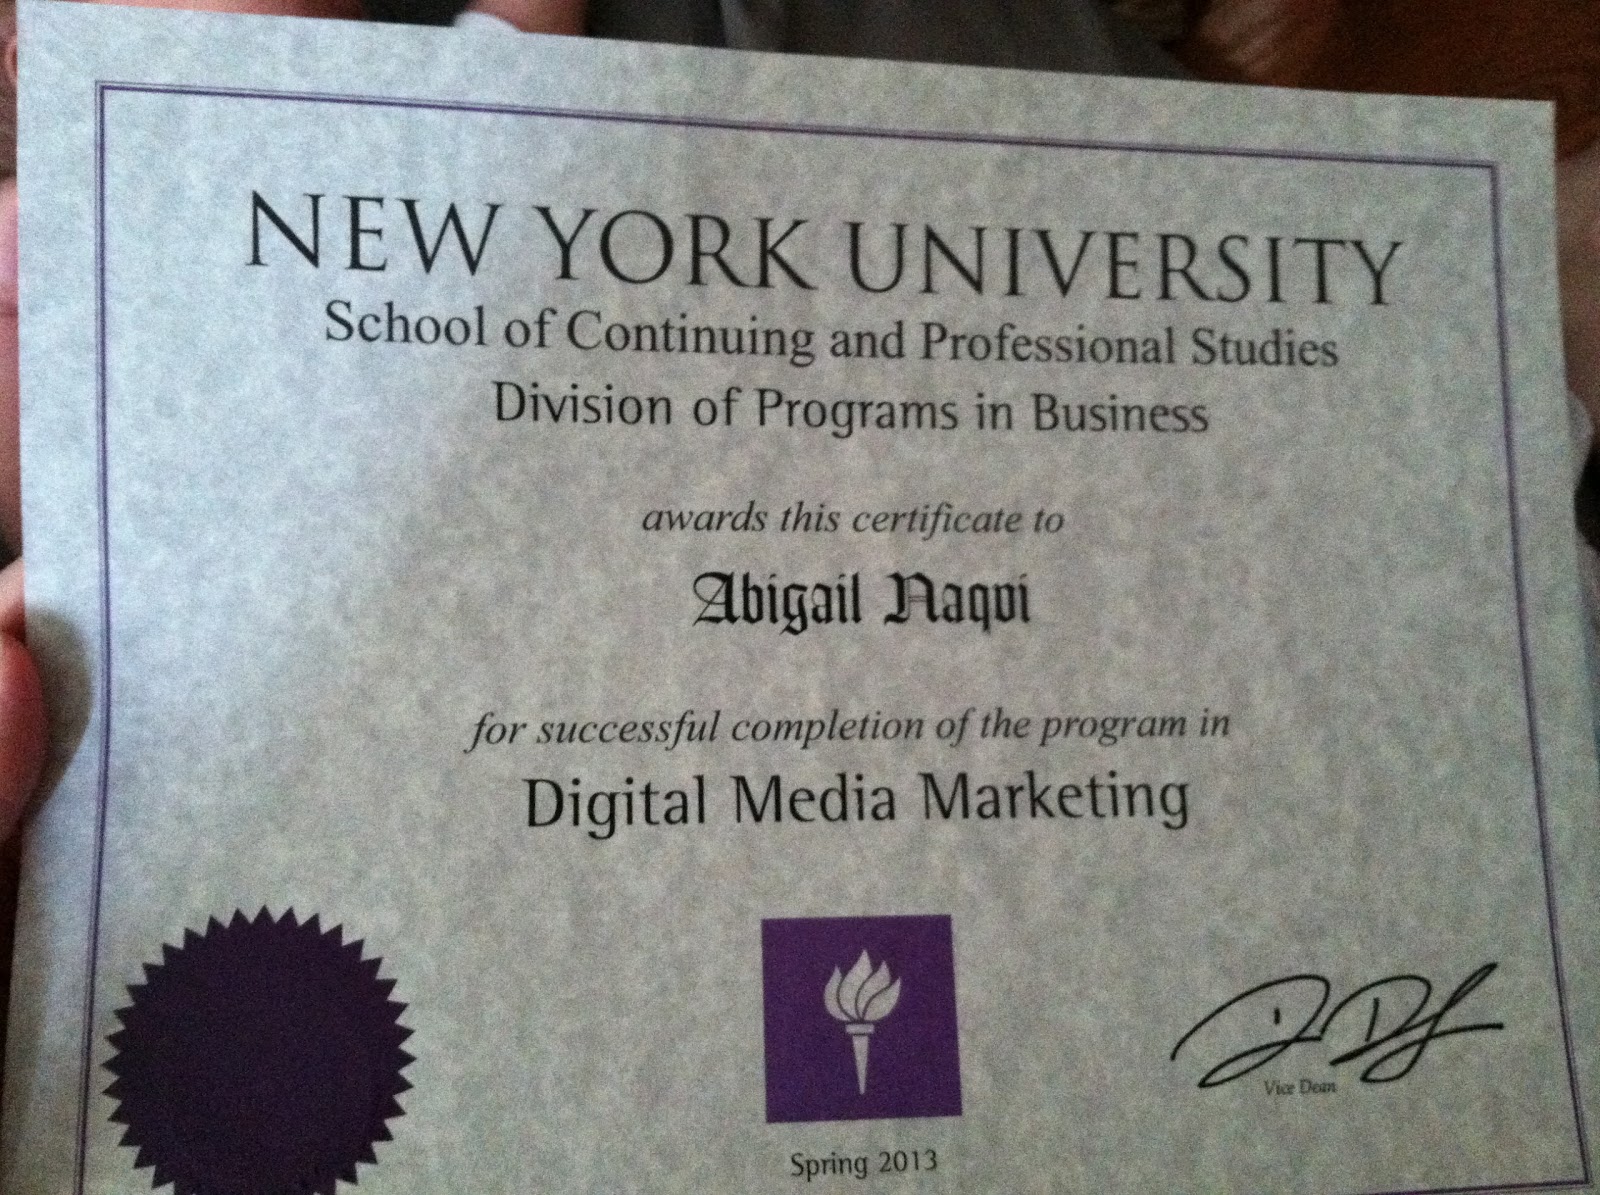 NEW YORK UNIVERSITY
School of Continuing and Professional Studies
Division of Programs in Business
awards this certificate to
Abigail Naqvi
for successful completion of the program in
Digital Media Marketing
Vice Dean
Spring 2013